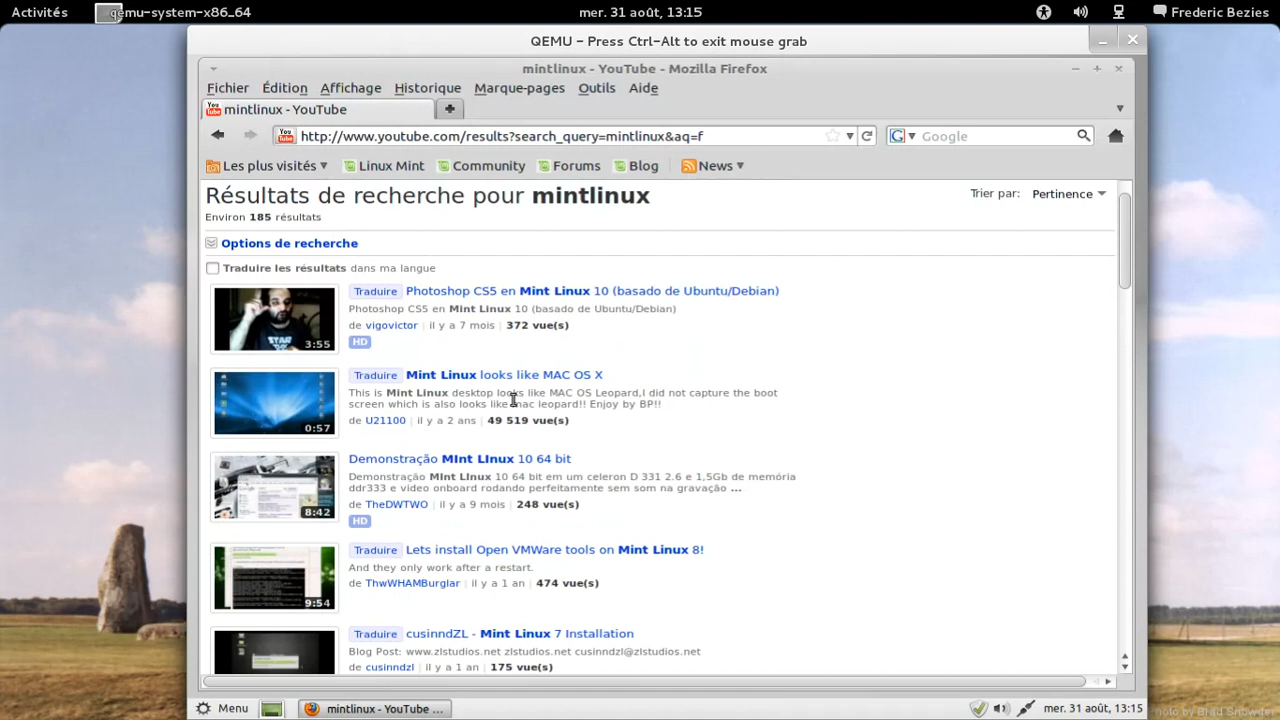 Activités qemu-system-x86_64 mer. 31 août, 13:15 Frederic Bezies
QEMU – Press Ctrl-Alt to exit mouse grab
mintlinux - YouTube - Mozilla Firefox
Fichier Édition Affichage Historique Marque-pages Outils Aide
You Tube mintlinux - YouTube
You Tube http://www.youtube.com/results?search_query=mintlinux&aq=f Google
Les plus visités Linux Mint Community Forums Blog News
Résultats de recherche pour mintlinux Trier par: Pertinence
Environ 185 résultats
Options de recherche
Traduire les résultats dans ma langue
Traduire Photoshop CS5 en Mint Linux 10 (basado de Ubuntu/Debian)
Photoshop CS5 en Mint Linux 10 (basado de Ubuntu/Debian)
de vigovictor il y a 7 mois 372 vue(s)
3:55
HD
Traduire Mint Linux looks like MAC OS X
This is Mint Linux desktop looks like MAC OS Leopard,I did not capture the boot
screen which is also looks like mac leopard!! Enjoy by BP!!
de U21100 il y a 2 ans 49 519 vue(s)
0:57
Demonstração MInt LInux 10 64 bit
Demonstração MInt LInux 10 64 bit em um celeron D 331 2.6 e 1,5Gb de memória
ddr333 e video onboard rodando perfeitamente sem som na gravação ...
de TheDWTWO il y a 9 mois 248 vue(s)
8:42
HD
Traduire Lets install Open VMWare tools on Mint Linux 8!
And they only work after a restart.
de ThwWHAMBurglar il y a 1 an 474 vue(s)
9:54
Traduire cusinndZL - Mint Linux 7 Installation
Blog Post: www.zlstudios.net zlstudios.net cusinndzl@zlstudios.net
de cusinndzl il y a 1 an 175 vue(s)
Menu mintlinux - YouTube ... mer. 31 août, 13:15
Photo by Brad Snowder